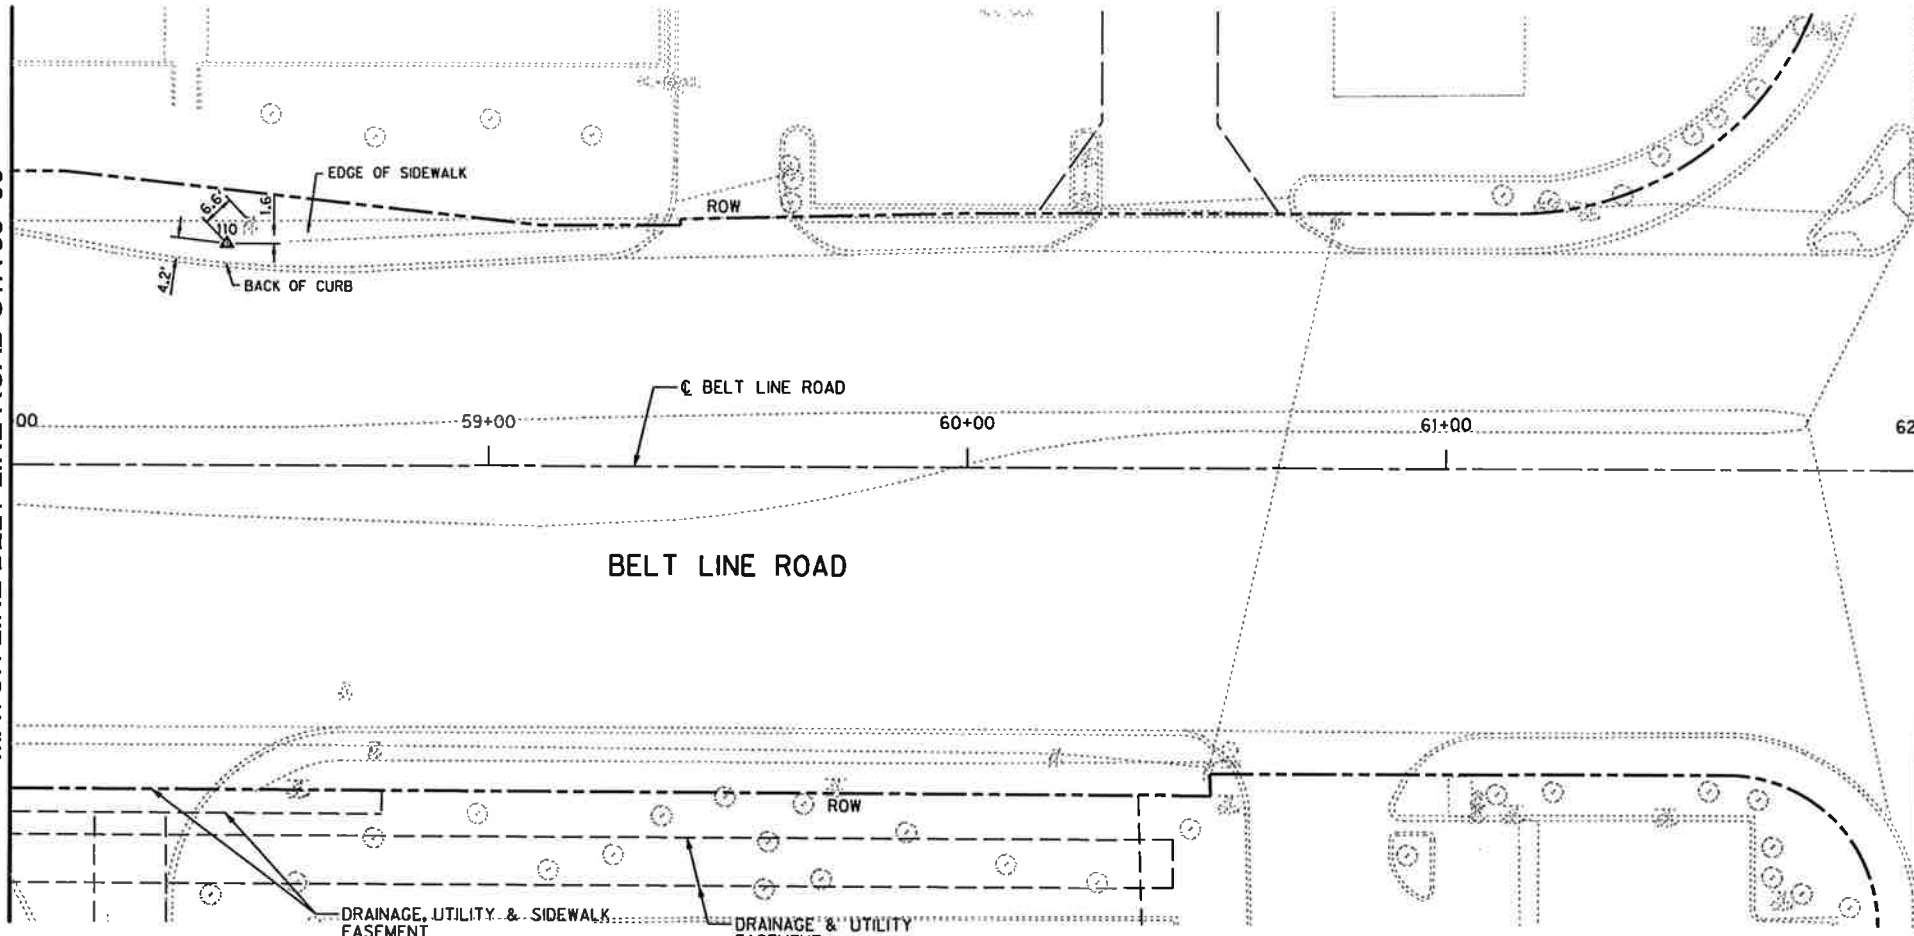 EDGE OF SIDEWALK
6.6'
1.6'
110
ROW
4.2'
BACK OF CURB
℄ BELT LINE ROAD
00
59+00
60+00
61+00
62
BELT LINE ROAD
ROW
DRAINAGE, UTILITY & SIDEWALK
EASEMENT
DRAINAGE & UTILITY